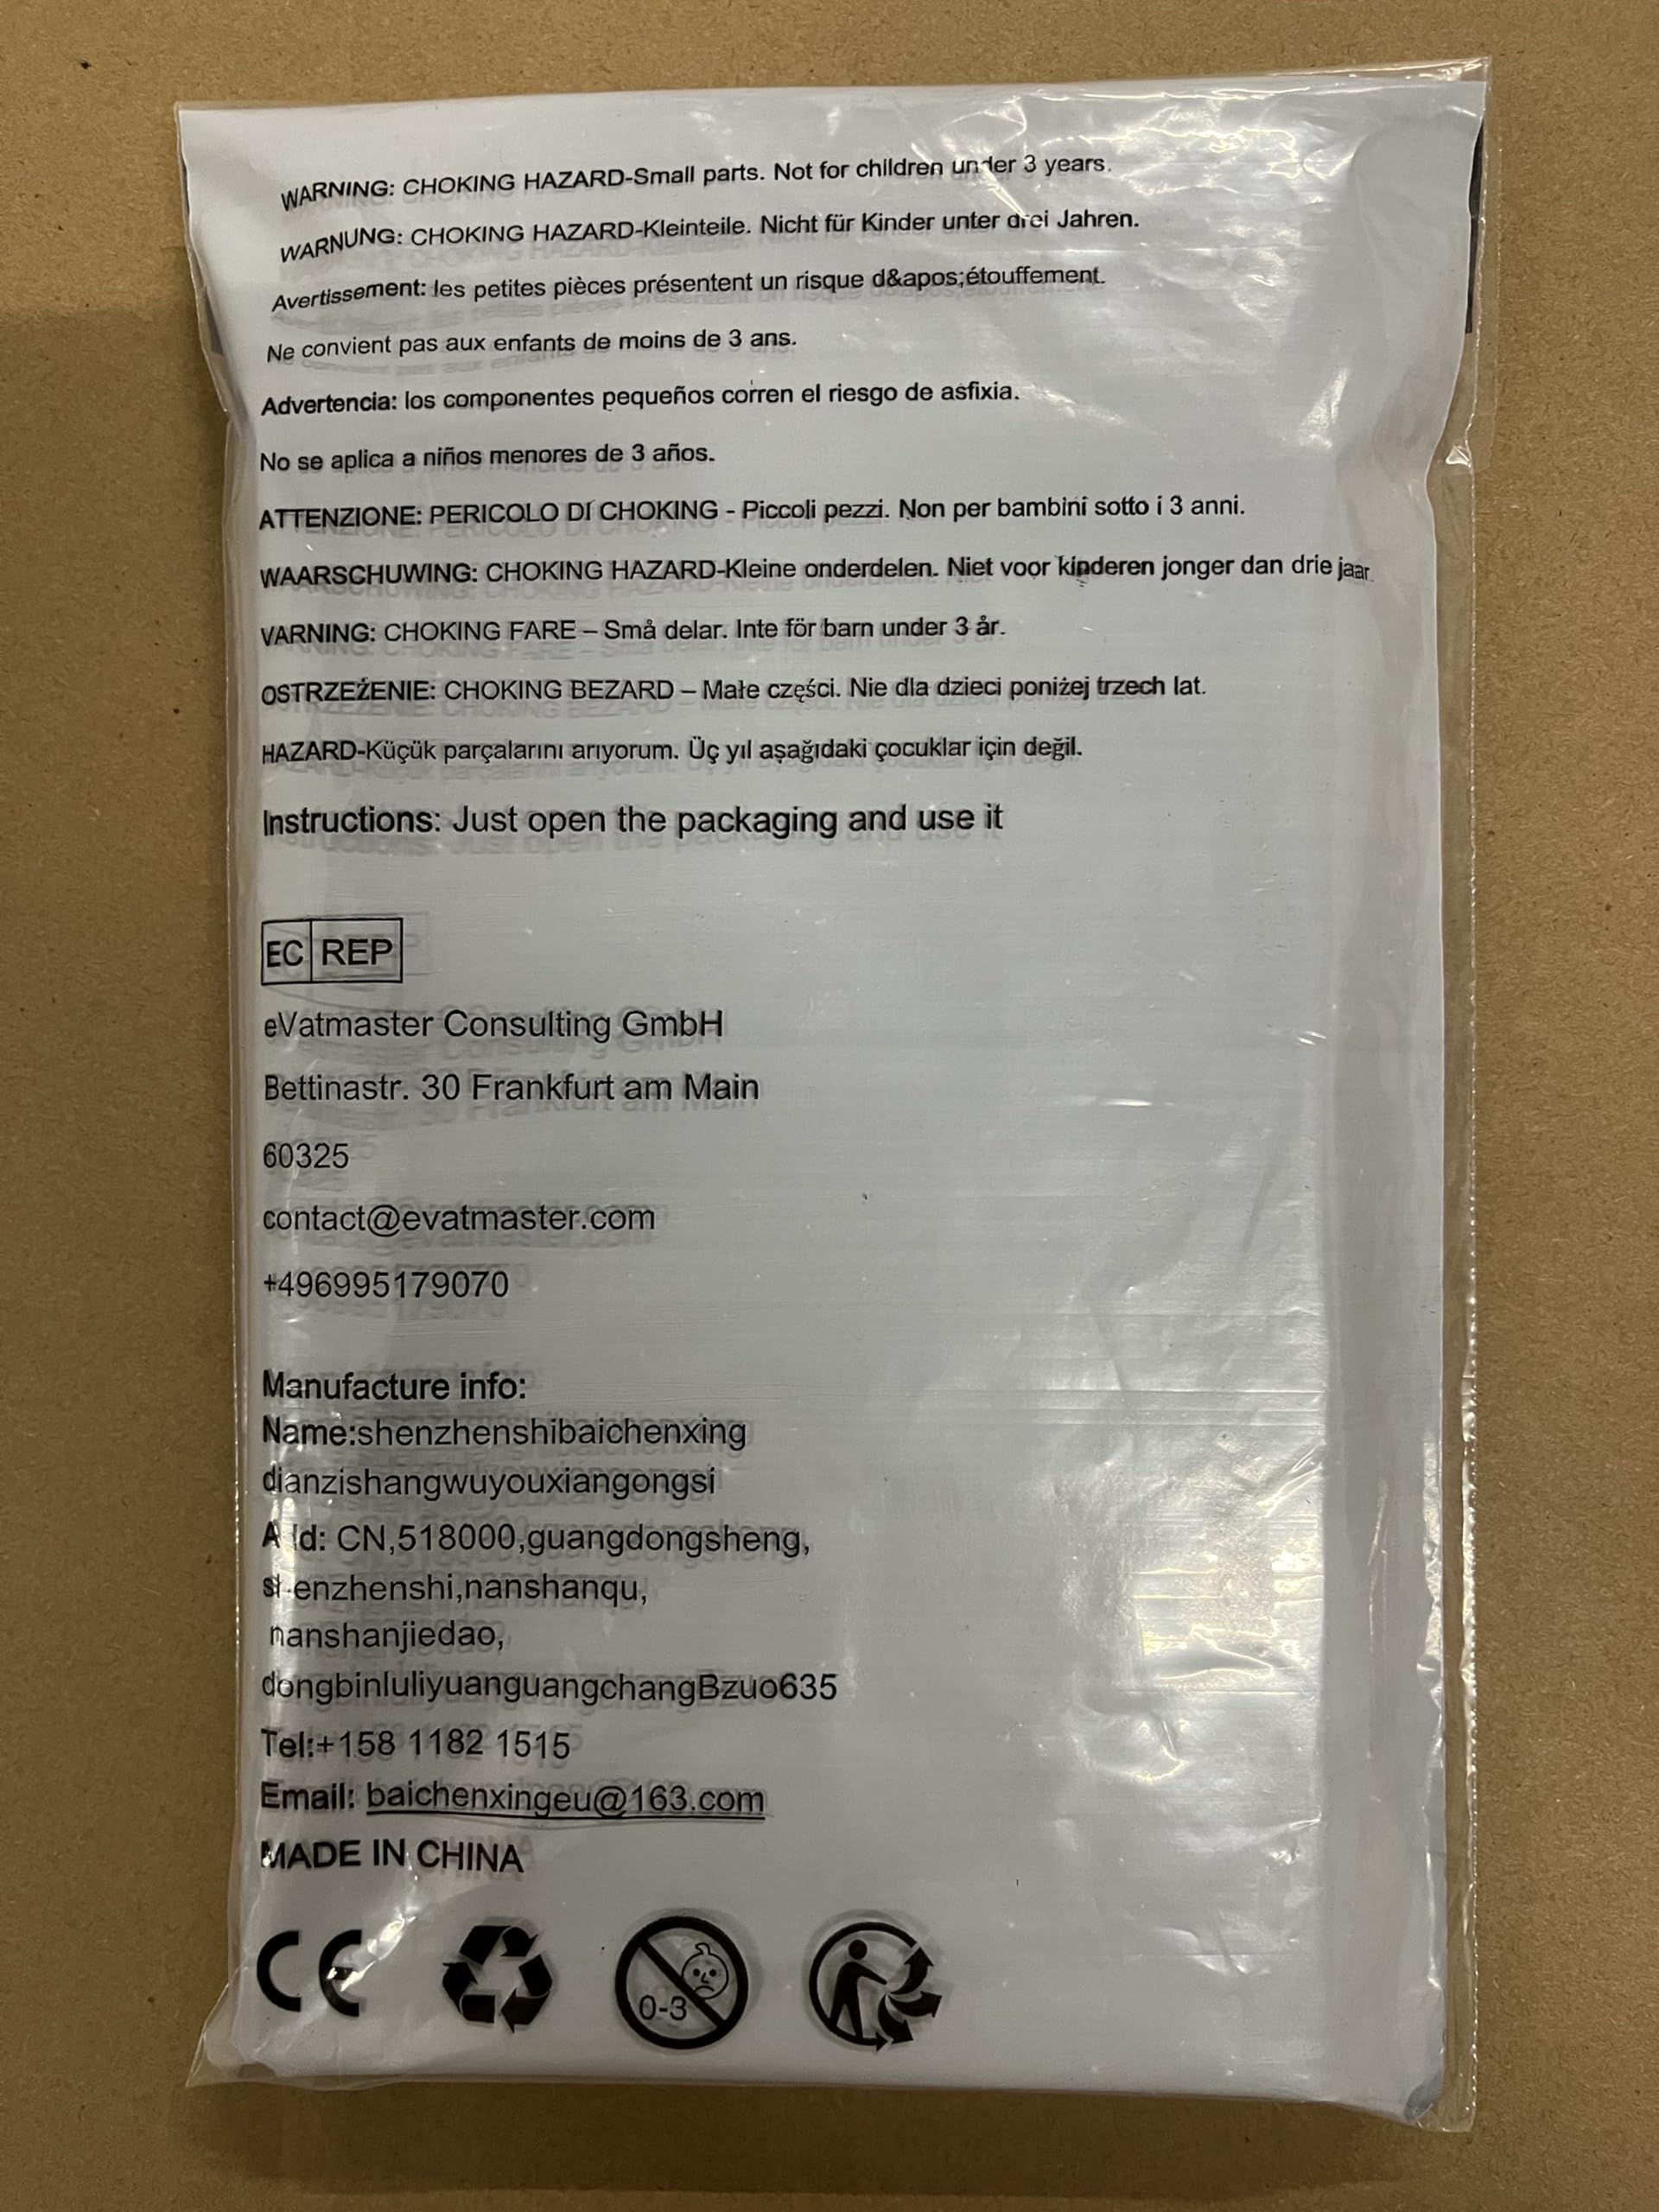 WARNING: CHOKING HAZARD-Small parts. Not for children under 3 years.
WARNUNG: CHOKING HAZARD-Kleinteile. Nicht für Kinder unter drei Jahren.
Avertissement: les petites pièces présentent un risque d&apos;étouffement.
Ne convient pas aux enfants de moins de 3 ans.
Advertencia: los componentes pequeños corren el riesgo de asfixia.
No se aplica a niños menores de 3 años.
ATTENZIONE: PERICOLO DI CHOKING - Piccoli pezzi. Non per bambini sotto i 3 anni.
WAARSCHUWING: CHOKING HAZARD-Kleine onderdelen. Niet voor kinderen jonger dan drie jaar
VARNING: CHOKING FARE – Små delar. Inte för barn under 3 år.
OSTRZEŻENIE: CHOKING BEZARD – Małe części. Nie dla dzieci poniżej trzech lat.
HAZARD-Küçük parçalarını arıyorum. Üç yıl aşağıdaki çocuklar için değil.
Instructions: Just open the packaging and use it
EC REP
eVatmaster Consulting GmbH
Bettinastr. 30 Frankfurt am Main
60325
contact@evatmaster.com
+496995179070
Manufacture info:
Name:shenzhenshibaichenxing
dianzishangwuyouxiangongsi
Add: CN,518000,guangdongsheng,
shenzhenshi,nanshanqu,
nanshanjiedao,
dongbinluliyuanguangchangBzuo635
Tel:+158 1182 1515
Email: baichenxingeu@163.com
MADE IN CHINA
CE
0-3